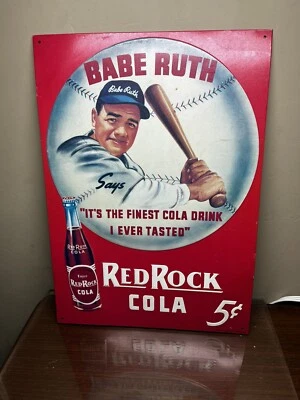 BABE RUTH
Babe Ruth
Says
"IT'S THE FINEST COLA DRINK
I EVER TASTED"
RED ROCK
COLA
RED ROCK
COLA
RED ROCK
COLA 5¢